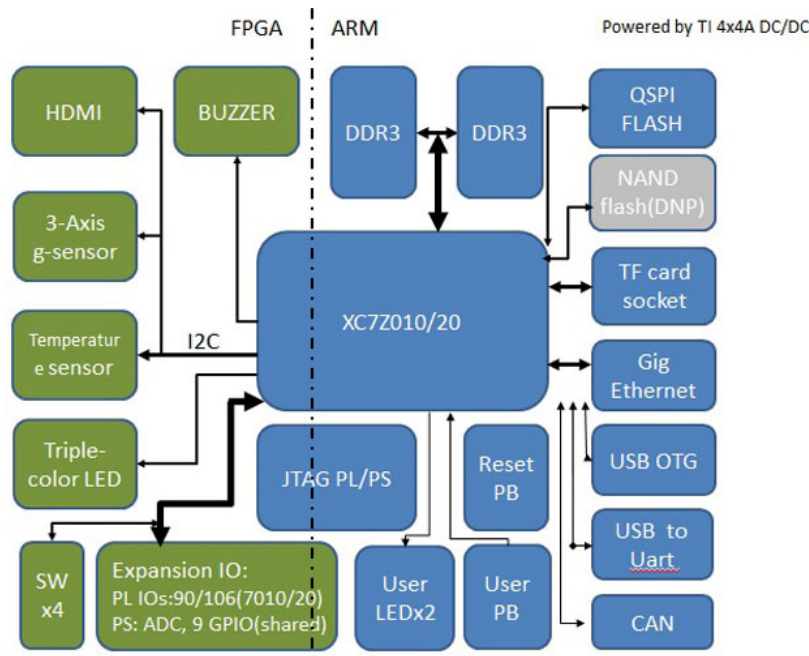 FPGA
ARM
Powered by TI 4x4A DC/DC
HDMI
BUZZER
DDR3
DDR3
QSPI
FLASH
NAND
flash(DNP)
3-Axis
g-sensor
TF card
socket
XC7Z010/20
I2C
Temperatur
e sensor
Gig
Ethernet
Triple-
color LED
JTAG PL/PS
Reset
PB
USB OTG
SW
x4
Expansion IO:
PL IOs:90/106(7010/20)
PS: ADC, 9 GPIO(shared)
User
LEDx2
User
PB
USB to
Uart
CAN